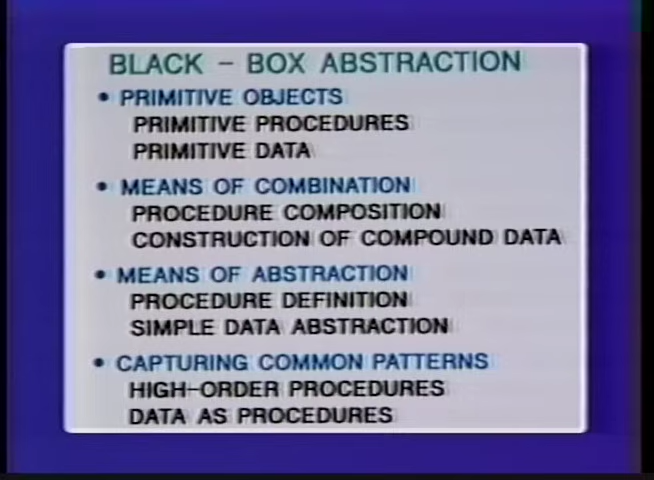 BLACK - BOX ABSTRACTION
• PRIMITIVE OBJECTS
PRIMITIVE PROCEDURES
PRIMITIVE DATA
• MEANS OF COMBINATION
PROCEDURE COMPOSITION
CONSTRUCTION OF COMPOUND DATA
• MEANS OF ABSTRACTION
PROCEDURE DEFINITION
SIMPLE DATA ABSTRACTION
• CAPTURING COMMON PATTERNS
HIGH-ORDER PROCEDURES
DATA AS PROCEDURES